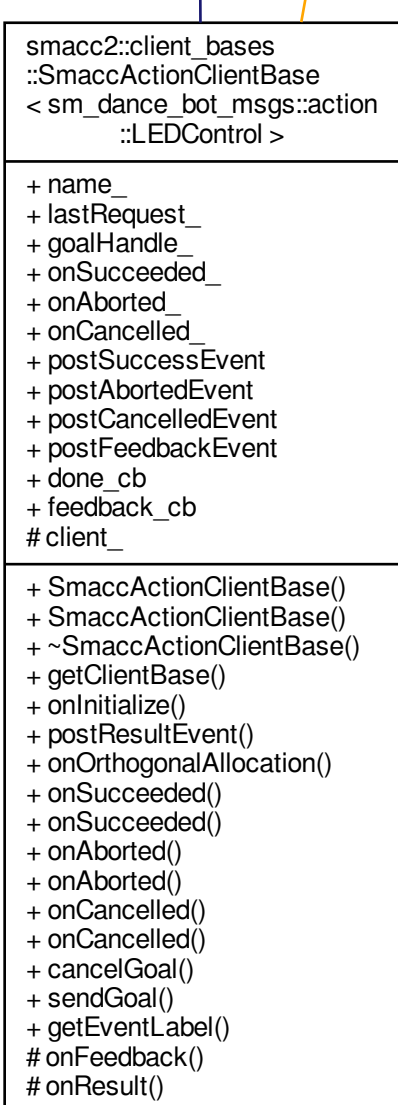 smacc2::client_bases
::SmaccActionClientBase
< sm_dance_bot_msgs::action
::LEDControl >
+ name_
+ lastRequest_
+ goalHandle_
+ onSucceeded_
+ onAborted_
+ onCancelled_
+ postSuccessEvent
+ postAbortedEvent
+ postCancelledEvent
+ postFeedbackEvent
+ done_cb
+ feedback_cb
# client_
+ SmaccActionClientBase()
+ SmaccActionClientBase()
+ ~SmaccActionClientBase()
+ getClientBase()
+ onInitialize()
+ postResultEvent()
+ onOrthogonalAllocation()
+ onSucceeded()
+ onSucceeded()
+ onAborted()
+ onAborted()
+ onCancelled()
+ onCancelled()
+ cancelGoal()
+ sendGoal()
+ getEventLabel()
# onFeedback()
# onResult()